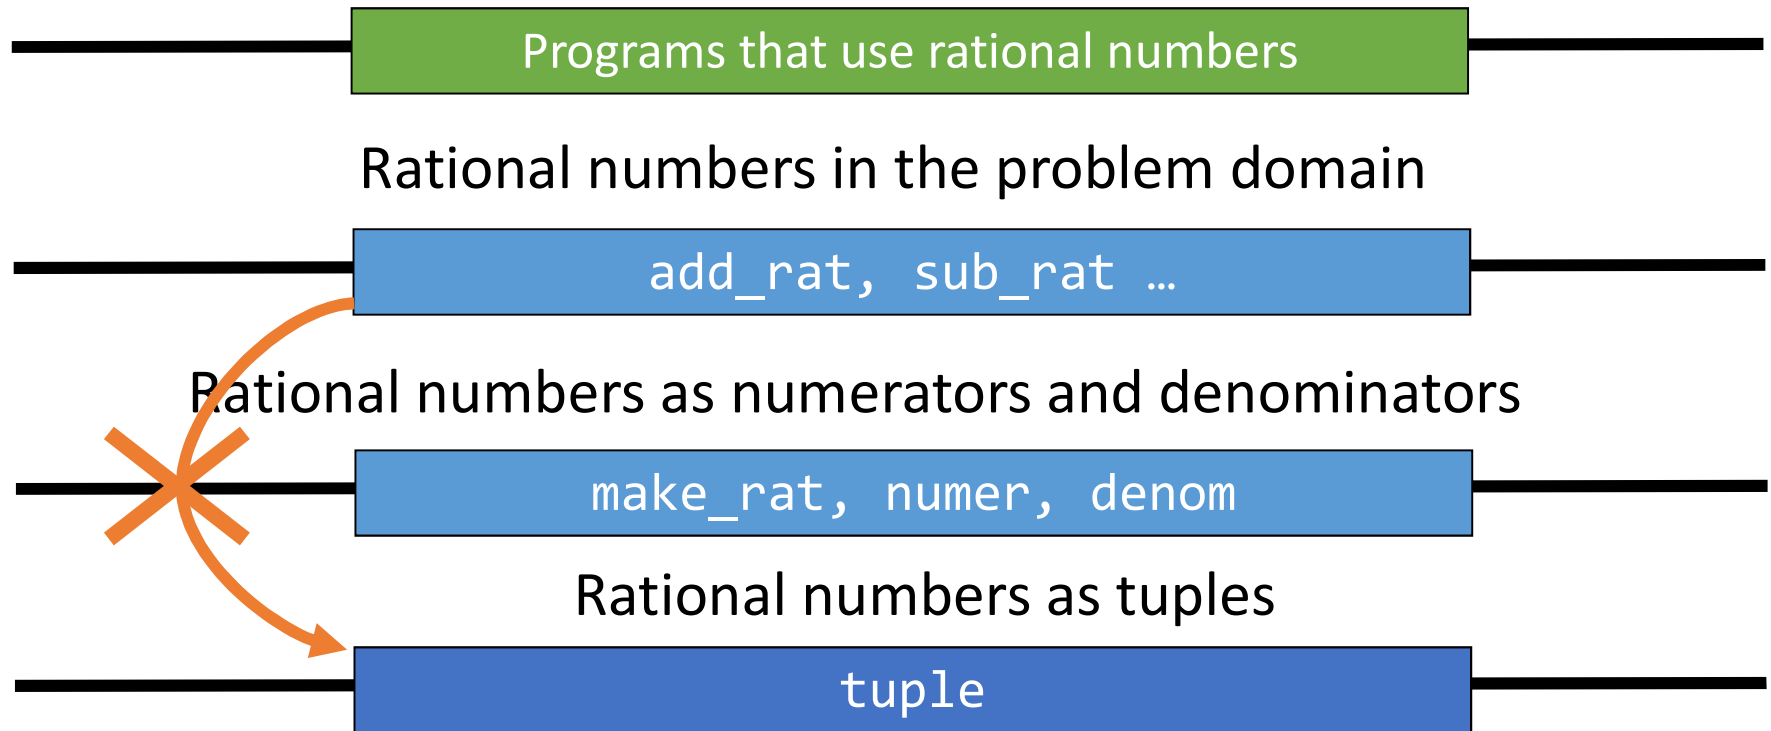 Programs that use rational numbers
Rational numbers in the problem domain
add_rat, sub_rat …
Rational numbers as numerators and denominators
make_rat, numer, denom
Rational numbers as tuples
tuple